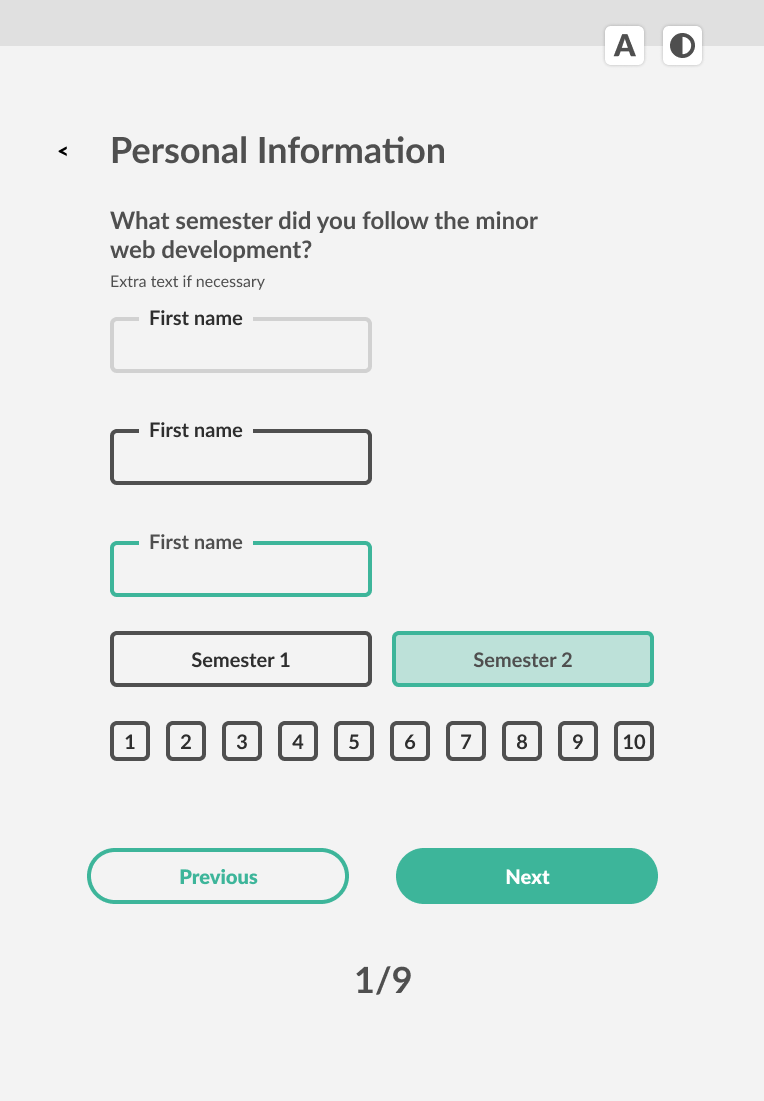 A
< Personal Information
What semester did you follow the minor
web development?
Extra text if necessary
First name
First name
First name
Semester 1 Semester 2
1 2 3 4 5 6 7 8 9 10
Previous Next
1/9